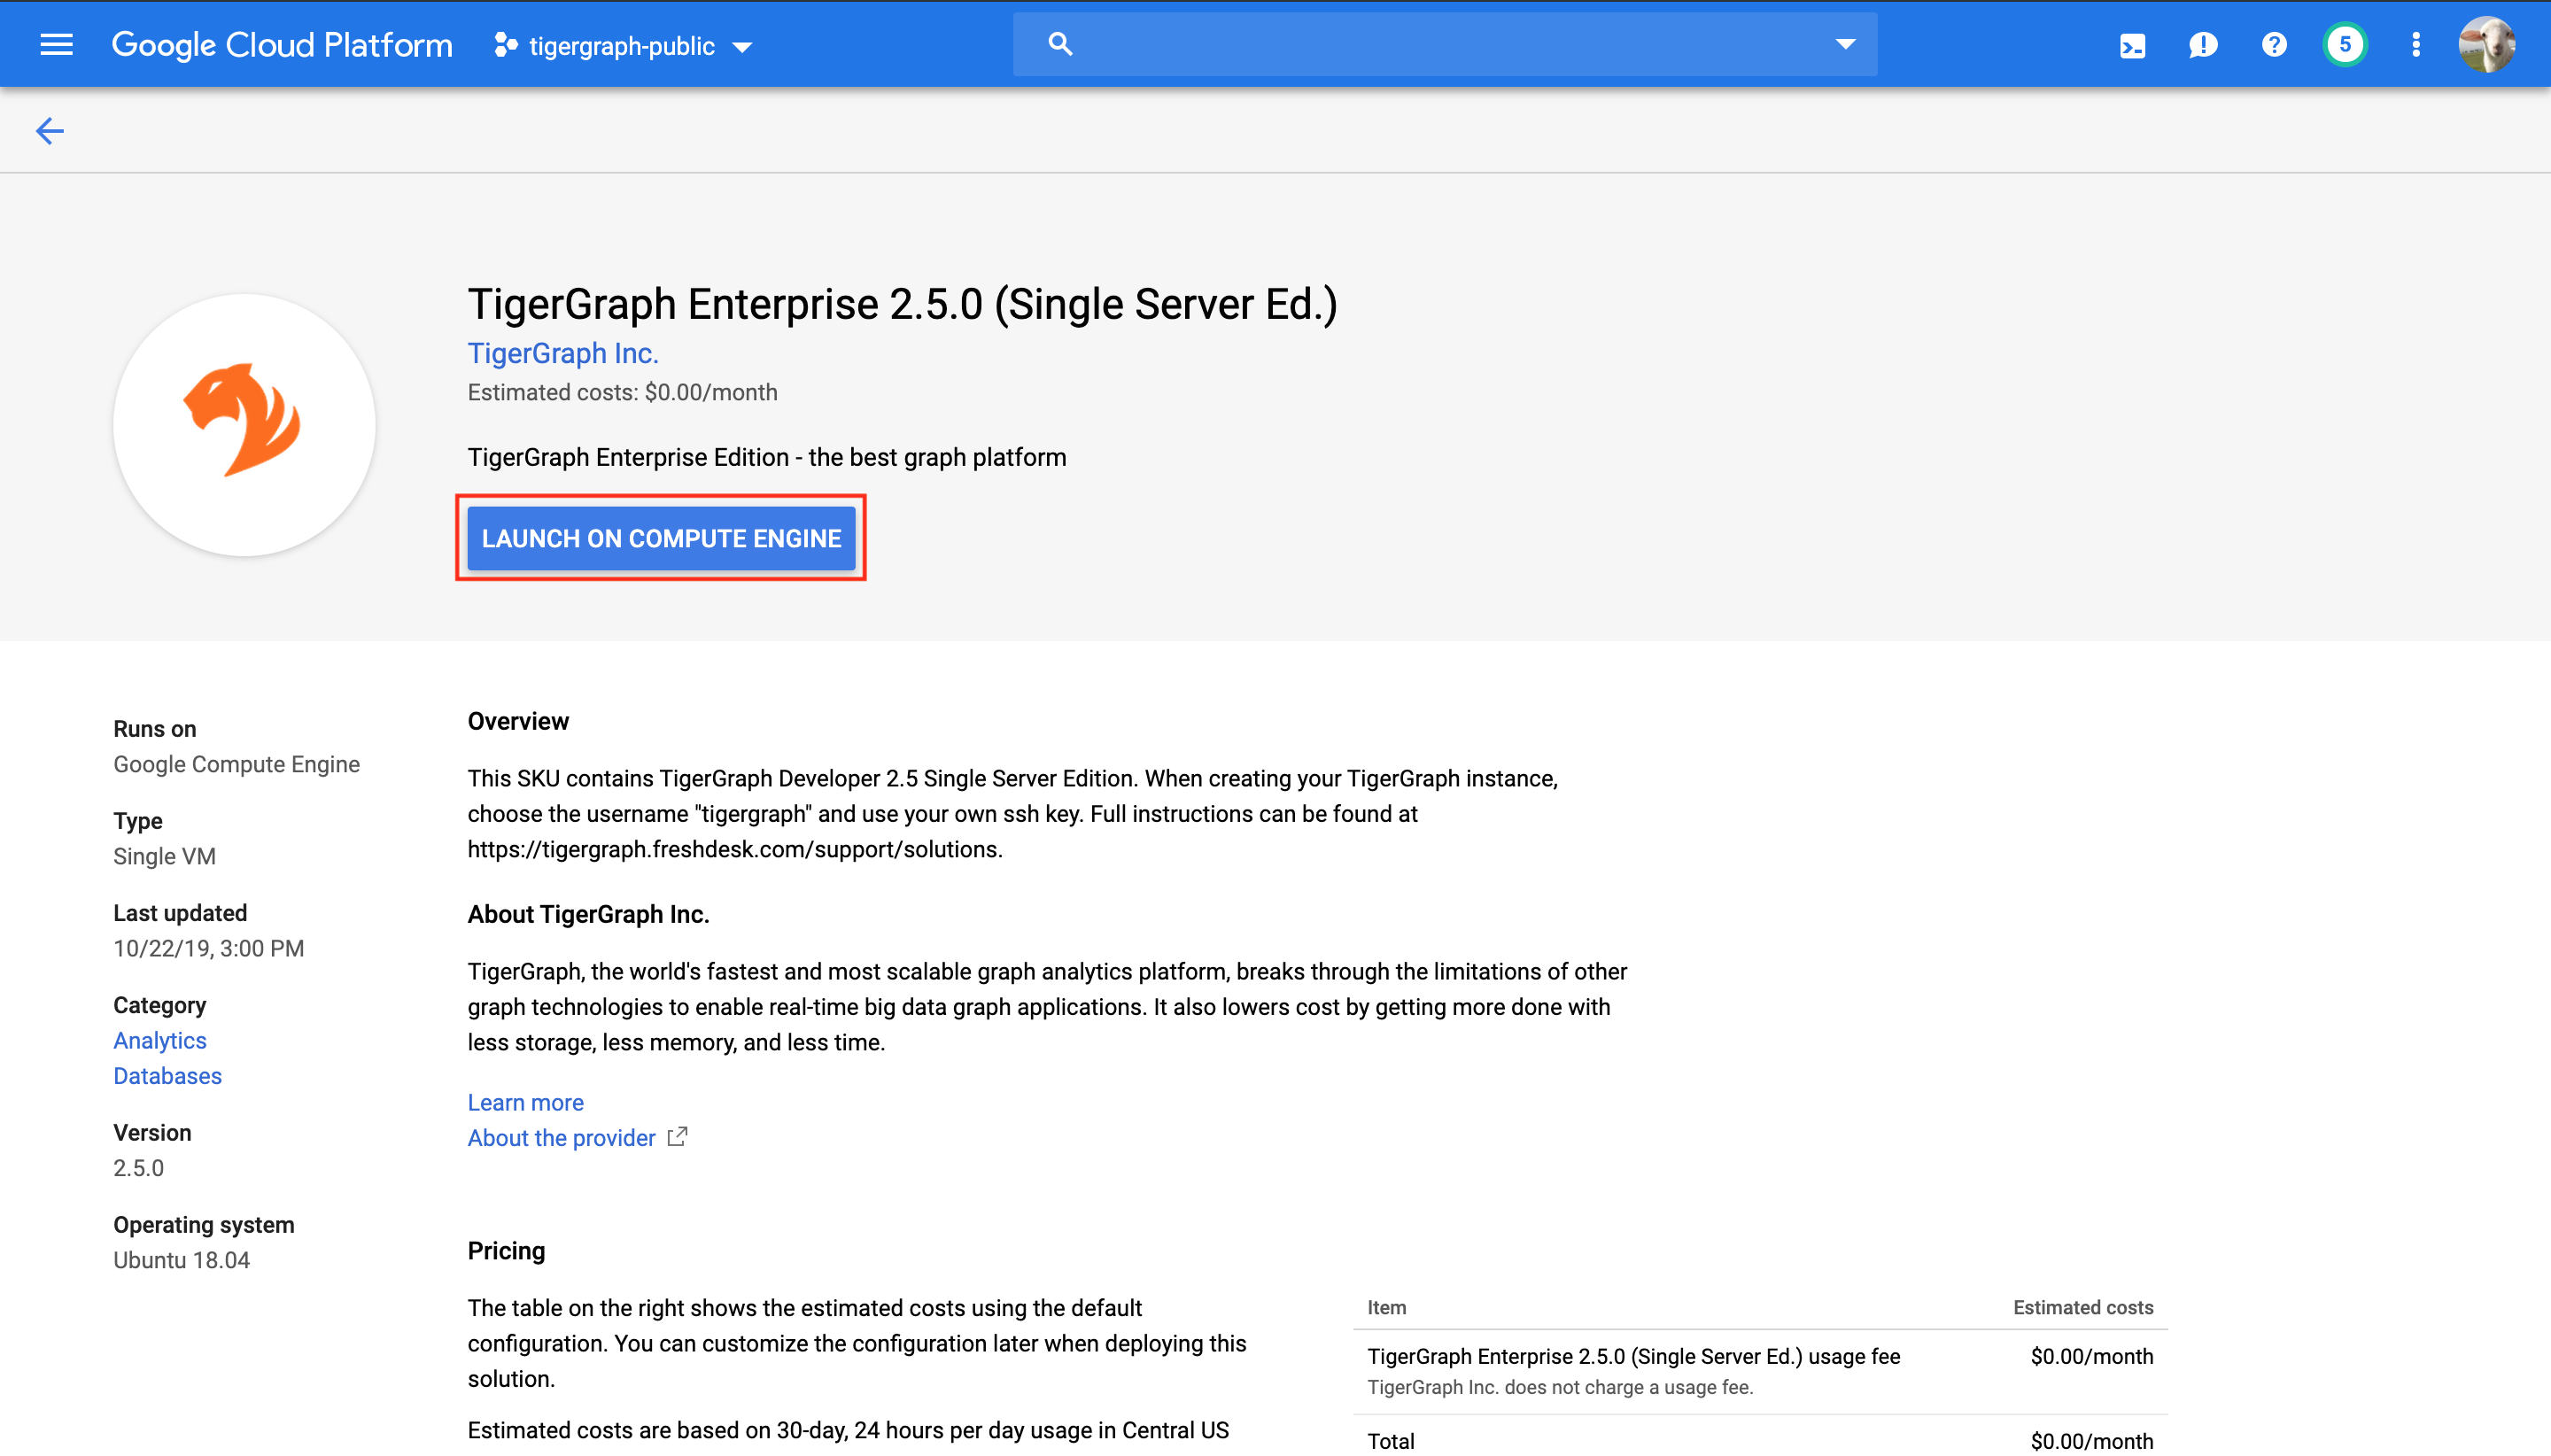 Google Cloud Platform
tigergraph-public
5
TigerGraph Enterprise 2.5.0 (Single Server Ed.)
TigerGraph Inc.
Estimated costs: $0.00/month
TigerGraph Enterprise Edition - the best graph platform
LAUNCH ON COMPUTE ENGINE
Runs on
Google Compute Engine
Type
Single VM
Last updated
10/22/19, 3:00 PM
Category
Analytics
Databases
Version
2.5.0
Operating system
Ubuntu 18.04
Overview
This SKU contains TigerGraph Developer 2.5 Single Server Edition. When creating your TigerGraph instance,
choose the username "tigergraph" and use your own ssh key. Full instructions can be found at
https://tigergraph.freshdesk.com/support/solutions.
About TigerGraph Inc.
TigerGraph, the world's fastest and most scalable graph analytics platform, breaks through the limitations of other
graph technologies to enable real-time big data graph applications. It also lowers cost by getting more done with
less storage, less memory, and less time.
Learn more
About the provider
Pricing
The table on the right shows the estimated costs using the default
configuration. You can customize the configuration later when deploying this
solution.
Estimated costs are based on 30-day, 24 hours per day usage in Central US
Item Estimated costs
TigerGraph Enterprise 2.5.0 (Single Server Ed.) usage fee $0.00/month
TigerGraph Inc. does not charge a usage fee.
Total $0.00/month